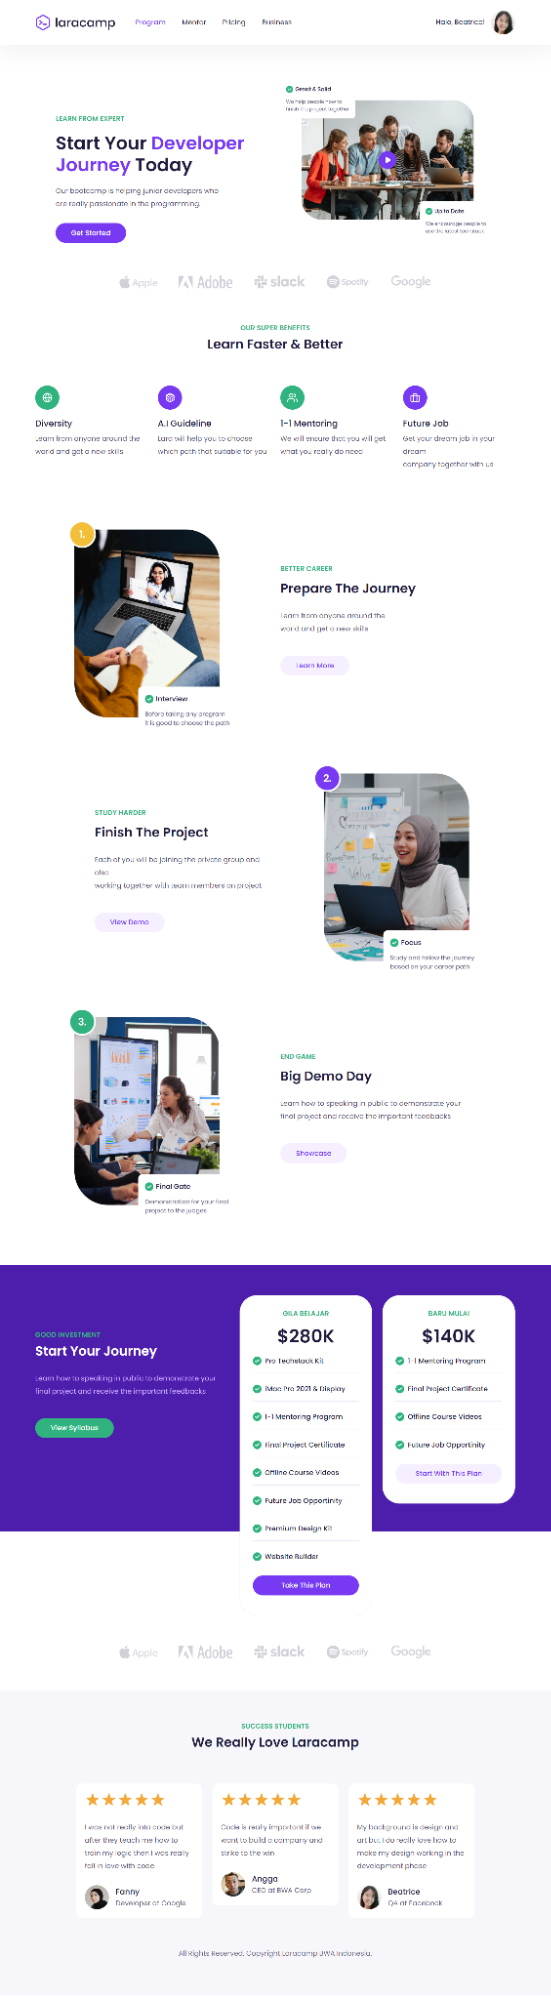 laracamp
Program
Mentor
Pricing
Business
Halo, Beatrice!
Great & Solid
We help people how to
finish the project together
LEARN FROM EXPERT
Start Your Developer
Journey Today
Our bootcamp is helping junior developers who
are really passionate in the programming.
Get Started
Up to Date
We encourage people to
use the latest tech stack
Apple
Adobe
slack
Spotify
Google
OUR SUPER BENEFITS
Learn Faster & Better
Diversity
Learn from anyone around the
world and get a new skills
A.I Guideline
Lara will help you to choose
which path that suitable for you
1-1 Mentoring
We will ensure that you will get
what you really do need
Future Job
Get your dream job in your
dream
company together with us
1.
BETTER CAREER
Prepare The Journey
Learn from anyone around the
world and get a new skills
Learn More
Interview
Before taking any program
it is good to choose the path
2.
STUDY HARDER
Finish The Project
Each of you will be joining the private group and
also
working together with team members on project
View Demo
Focus
Study and follow the journey
based on your career path
3.
END GAME
Big Demo Day
Learn how to speaking in public to demonstrate your
final project and receive the important feedbacks
Showcase
Final Gate
Demonstration for your final
project to the judges
GOOD INVESTMENT
Start Your Journey
Learn how to speaking in public to demonstrate your
final project and receive the important feedbacks
View Syllabus
GILA BELAJAR
$280K
Pro Techstack Kit
iMac Pro 2021 & Display
1-1 Mentoring Program
Final Project Certificate
Offline Course Videos
Future Job Opportinity
Premium Design Kit
Website Builder
Take This Plan
BARU MULAI
$140K
1-1 Mentoring Program
Final Project Certificate
Offline Course Videos
Future Job Opportinity
Start With This Plan
Apple
Adobe
slack
Spotify
Google
SUCCESS STUDENTS
We Really Love Laracamp
I was not really into code but
after they teach me how to
train my logic then I was really
fall in love with code
Fanny
Developer at Google
Code is really important if we
want to build a company and
strike to the win
Angga
CEO at BWA Corp
My background is design and
art but I do really love how to
make my design working in the
development phase
Beatrice
QA at Facebook
All Rights Reserved. Copyright Laracamp BWA Indonesia.